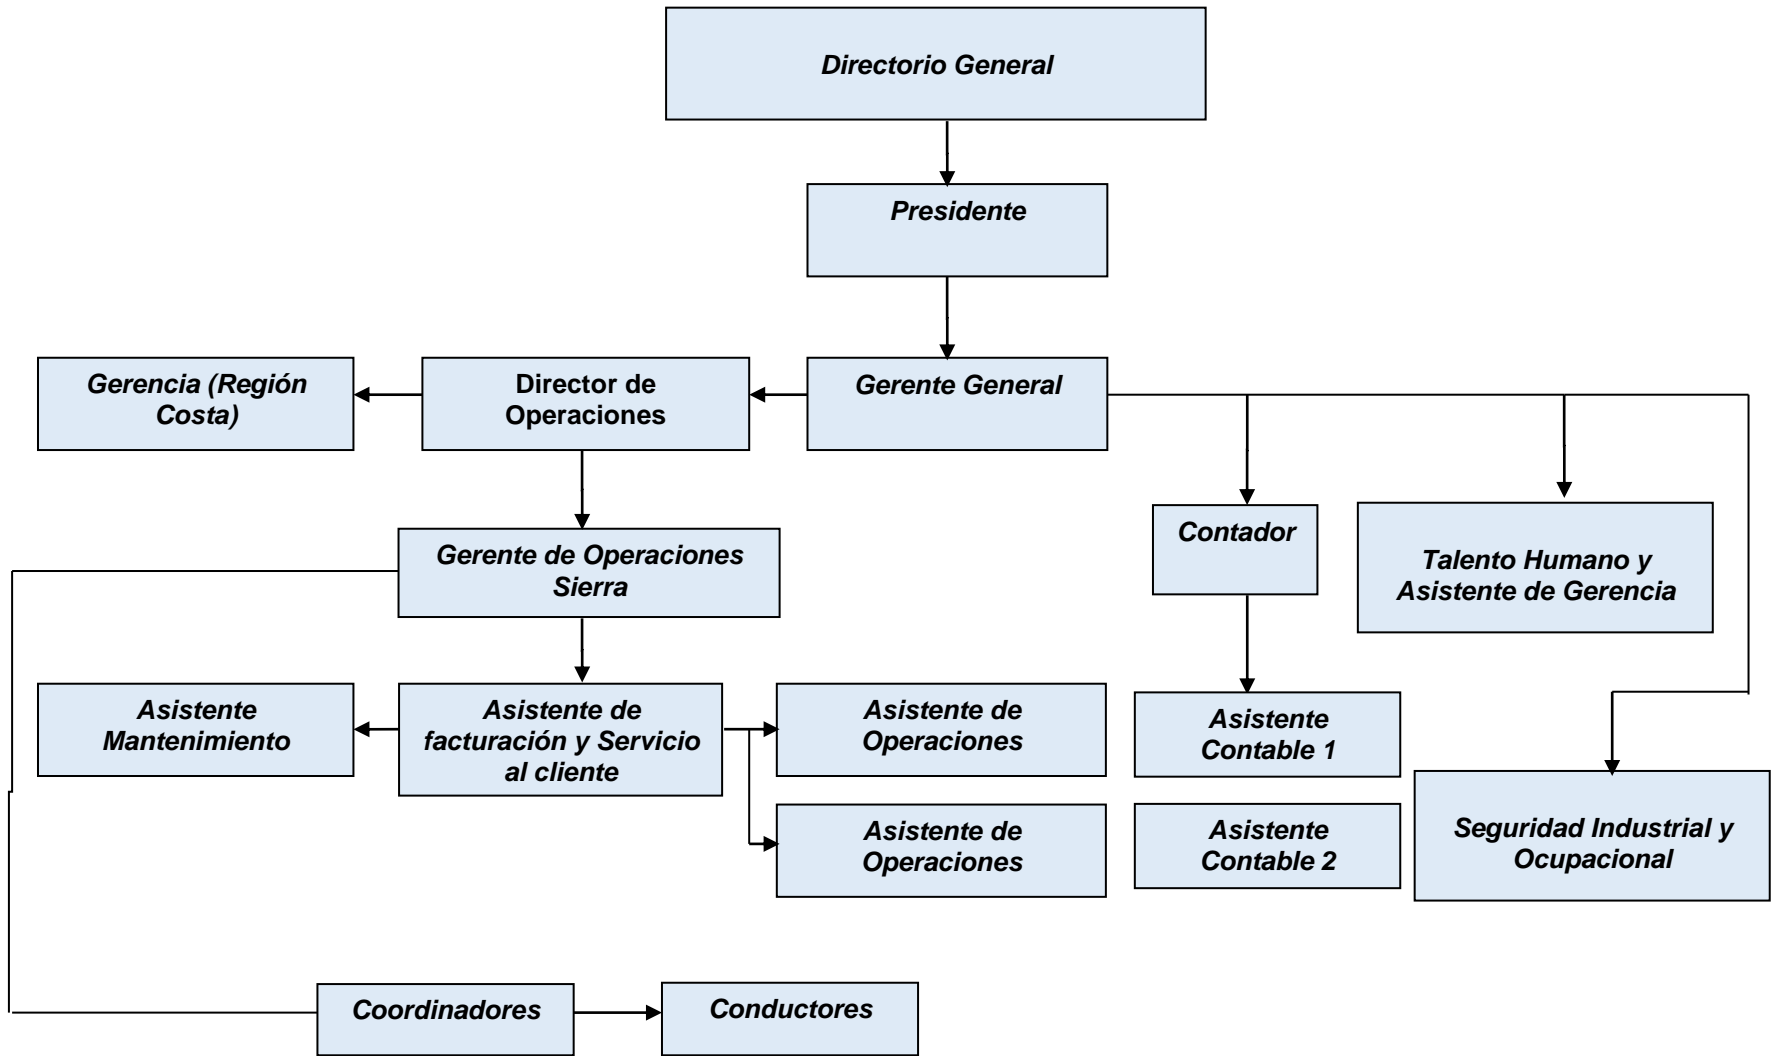 Directorio General
Presidente
Gerencia (Región
Costa)
Director de
Operaciones
Gerente General
Contador
Talento Humano y
Asistente de Gerencia
Gerente de Operaciones
Sierra
Asistente
Mantenimiento
Asistente de
facturación y Servicio
al cliente
Asistente de
Operaciones
Asistente
Contable 1
Asistente de
Operaciones
Asistente
Contable 2
Seguridad Industrial y
Ocupacional
Coordinadores
Conductores